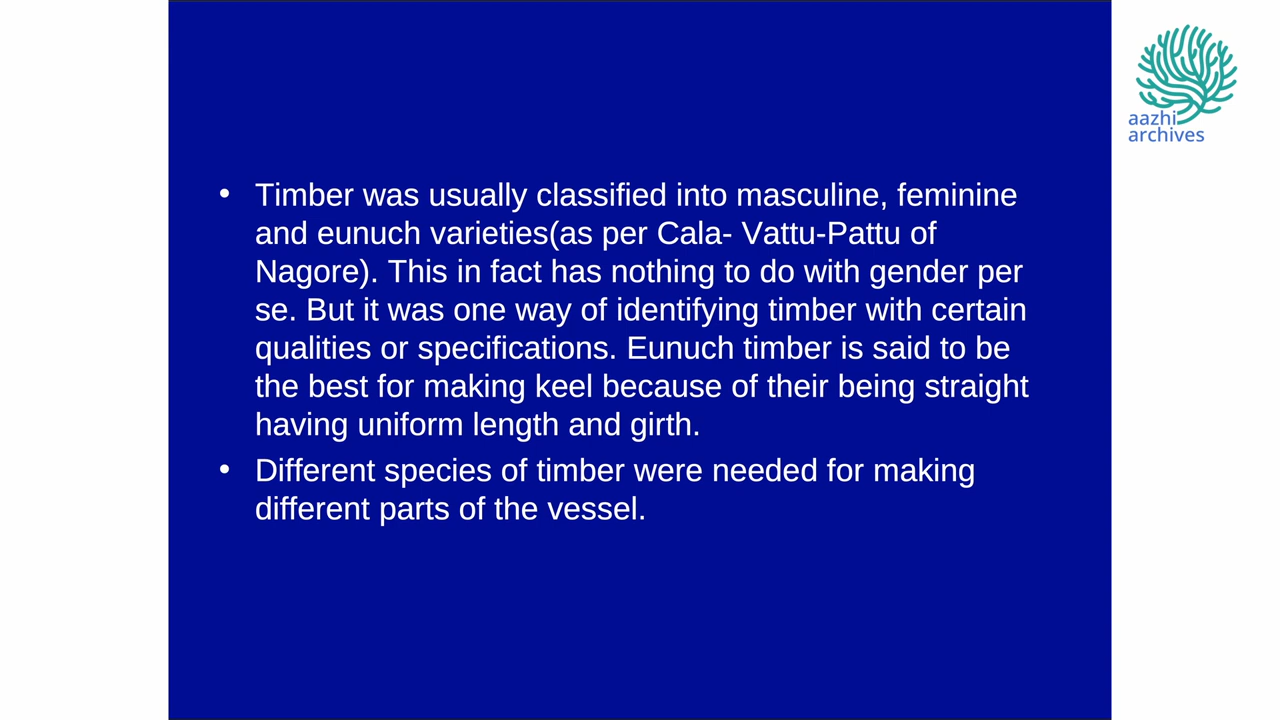 • Timber was usually classified into masculine, feminine
and eunuch varieties(as per Cala- Vattu-Pattu of
Nagore). This in fact has nothing to do with gender per
se. But it was one way of identifying timber with certain
qualities or specifications. Eunuch timber is said to be
the best for making keel because of their being straight
having uniform length and girth.
• Different species of timber were needed for making
different parts of the vessel.
aazhi
archives